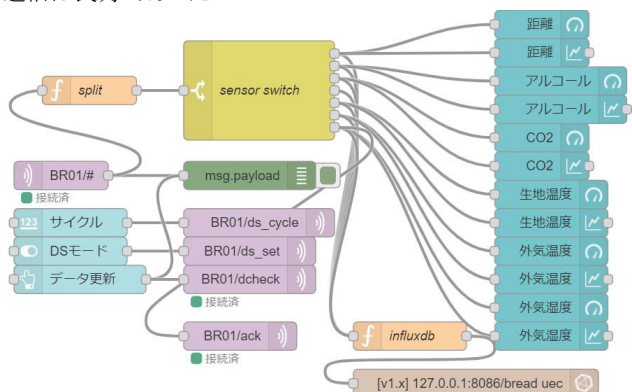 split
sensor switch
BR01/#
接続済
msg.payload
123 サイクル
BR01/ds_cycle
DSモード
BR01/ds_set
データ更新
BR01/dcheck
接続済
BR01/ack
接続済
influxdb
[v1.x] 127.0.0.1:8086/bread uec
距離
距離
アルコール
アルコール
CO2
CO2
生地温度
生地温度
外気温度
外気温度
外気湿度
外気湿度